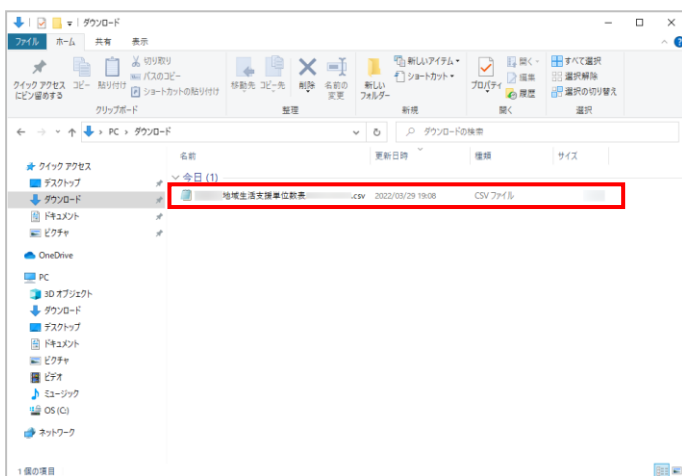 ダウンロード
ファイル ホーム 共有 表示
クイック アクセス
にピン留めする
コピー
貼り付け
切り取り
パスのコピー
ショートカットの貼り付け
クリップボード
移動先
コピー先
削除
名前の
変更
整理
新しい
フォルダー
新しいアイテム
ショートカット
新規
プロパティ
開く
編集
履歴
開く
すべて選択
選択解除
選択の切り替え
選択
PC › ダウンロード
ダウンロードの検索
名前 更新日時 種類 サイズ
クイック アクセス
デスクトップ
ダウンロード
ドキュメント
ピクチャ
OneDrive
PC
3D オブジェクト
ダウンロード
デスクトップ
ドキュメント
ピクチャ
ビデオ
ミュージック
OS (C:)
ネットワーク
今日 (1)
地域生活支援単位数表 .csv 2022/03/29 19:08 CSV ファイル
1 個の項目